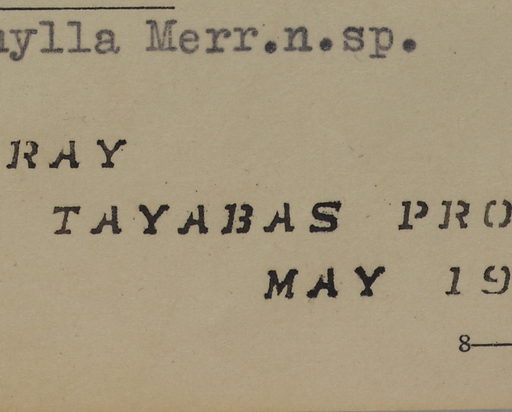 ylla Merr.n.sp.
RAY
TAYABAS PRO
MAY 19
8